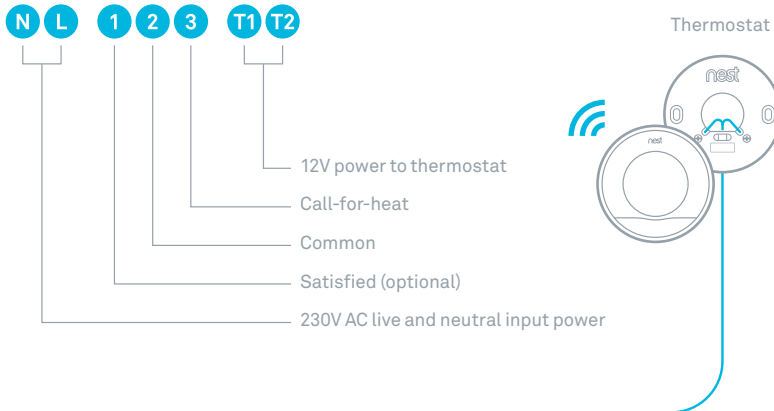 N L 1 2 3 T1 T2
Thermostat
nest
nest
12V power to thermostat
Call-for-heat
Common
Satisfied (optional)
230V AC live and neutral input power